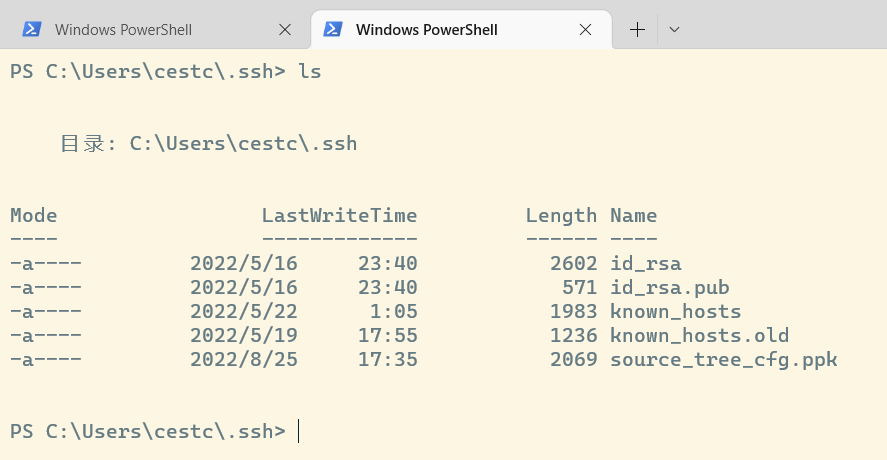 Windows PowerShell
Windows PowerShell
PS C:\Users\cestc\.ssh> ls
目录: C:\Users\cestc\.ssh
Mode                 LastWriteTime         Length Name
----                 -------------         ------ ----
-a----         2022/5/16     23:40           2602 id_rsa
-a----         2022/5/16     23:40            571 id_rsa.pub
-a----         2022/5/22      1:05           1983 known_hosts
-a----         2022/5/19     17:55           1236 known_hosts.old
-a----         2022/8/25     17:35           2069 source_tree_cfg.ppk
PS C:\Users\cestc\.ssh>